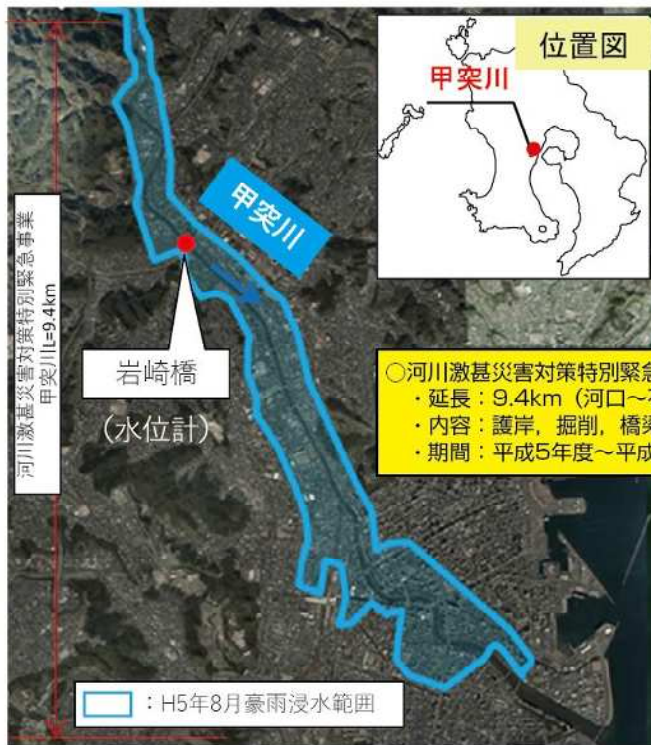 位置図
甲突川
甲突川
河川激甚災害対策特別緊急事業
甲突川L=9.4km
岩崎橋
(水位計)
○河川激甚災害対策特別緊急
・延長:9.4km(河口~
・内容:護岸,掘削,橋梁
・期間:平成5年度~平成
:H5年8月豪雨浸水範囲